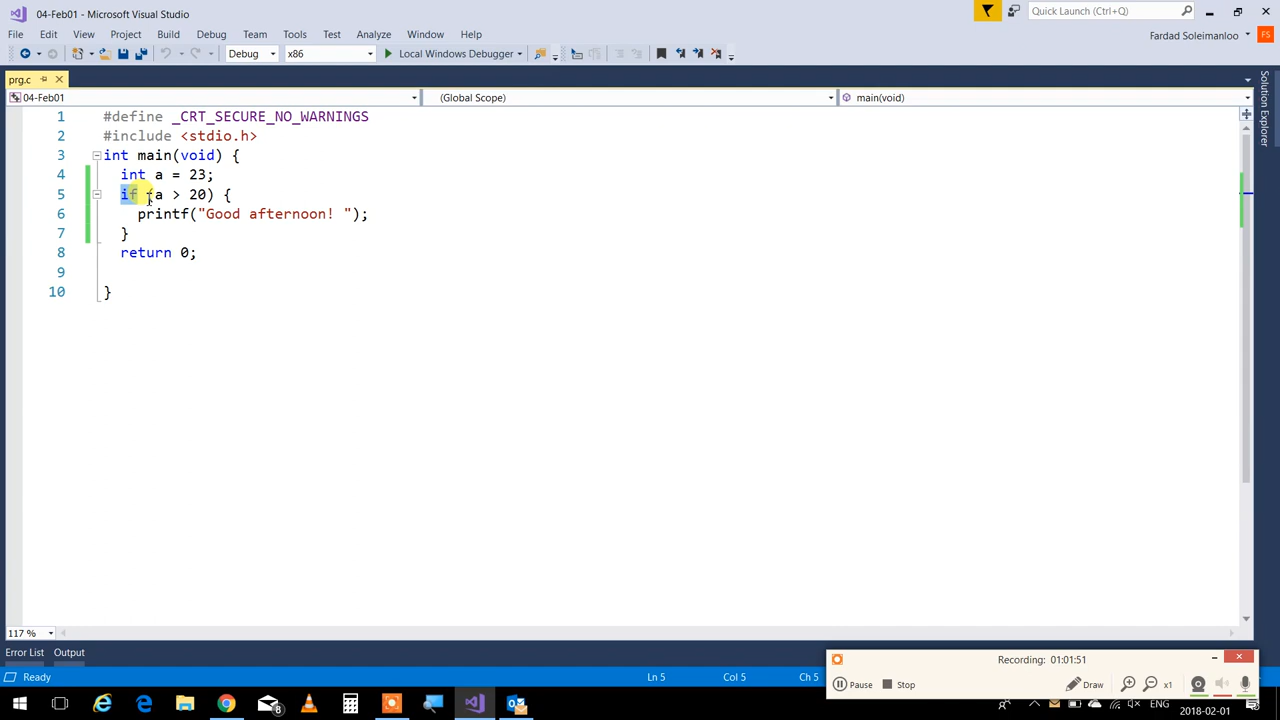 04-Feb01 - Microsoft Visual Studio
Quick Launch (Ctrl+Q)
File Edit View Project Build Debug Team Tools Test Analyze Window Help
Fardad Soleimanloo FS
Debug x86 Local Windows Debugger
prg.c
04-Feb01 (Global Scope) main(void)
1 #define _CRT_SECURE_NO_WARNINGS
2 #include <stdio.h>
3 int main(void) {
4 int a = 23;
5 if (a > 20) {
6 printf("Good afternoon! ");
7 }
8 return 0;
9
10 }
Solution Explorer
117 %
Error List Output
Recording: 01:01:51
Ready Ln 5 Col 5 Ch 5
Pause Stop Draw x1
8
ENG
2018-02-01